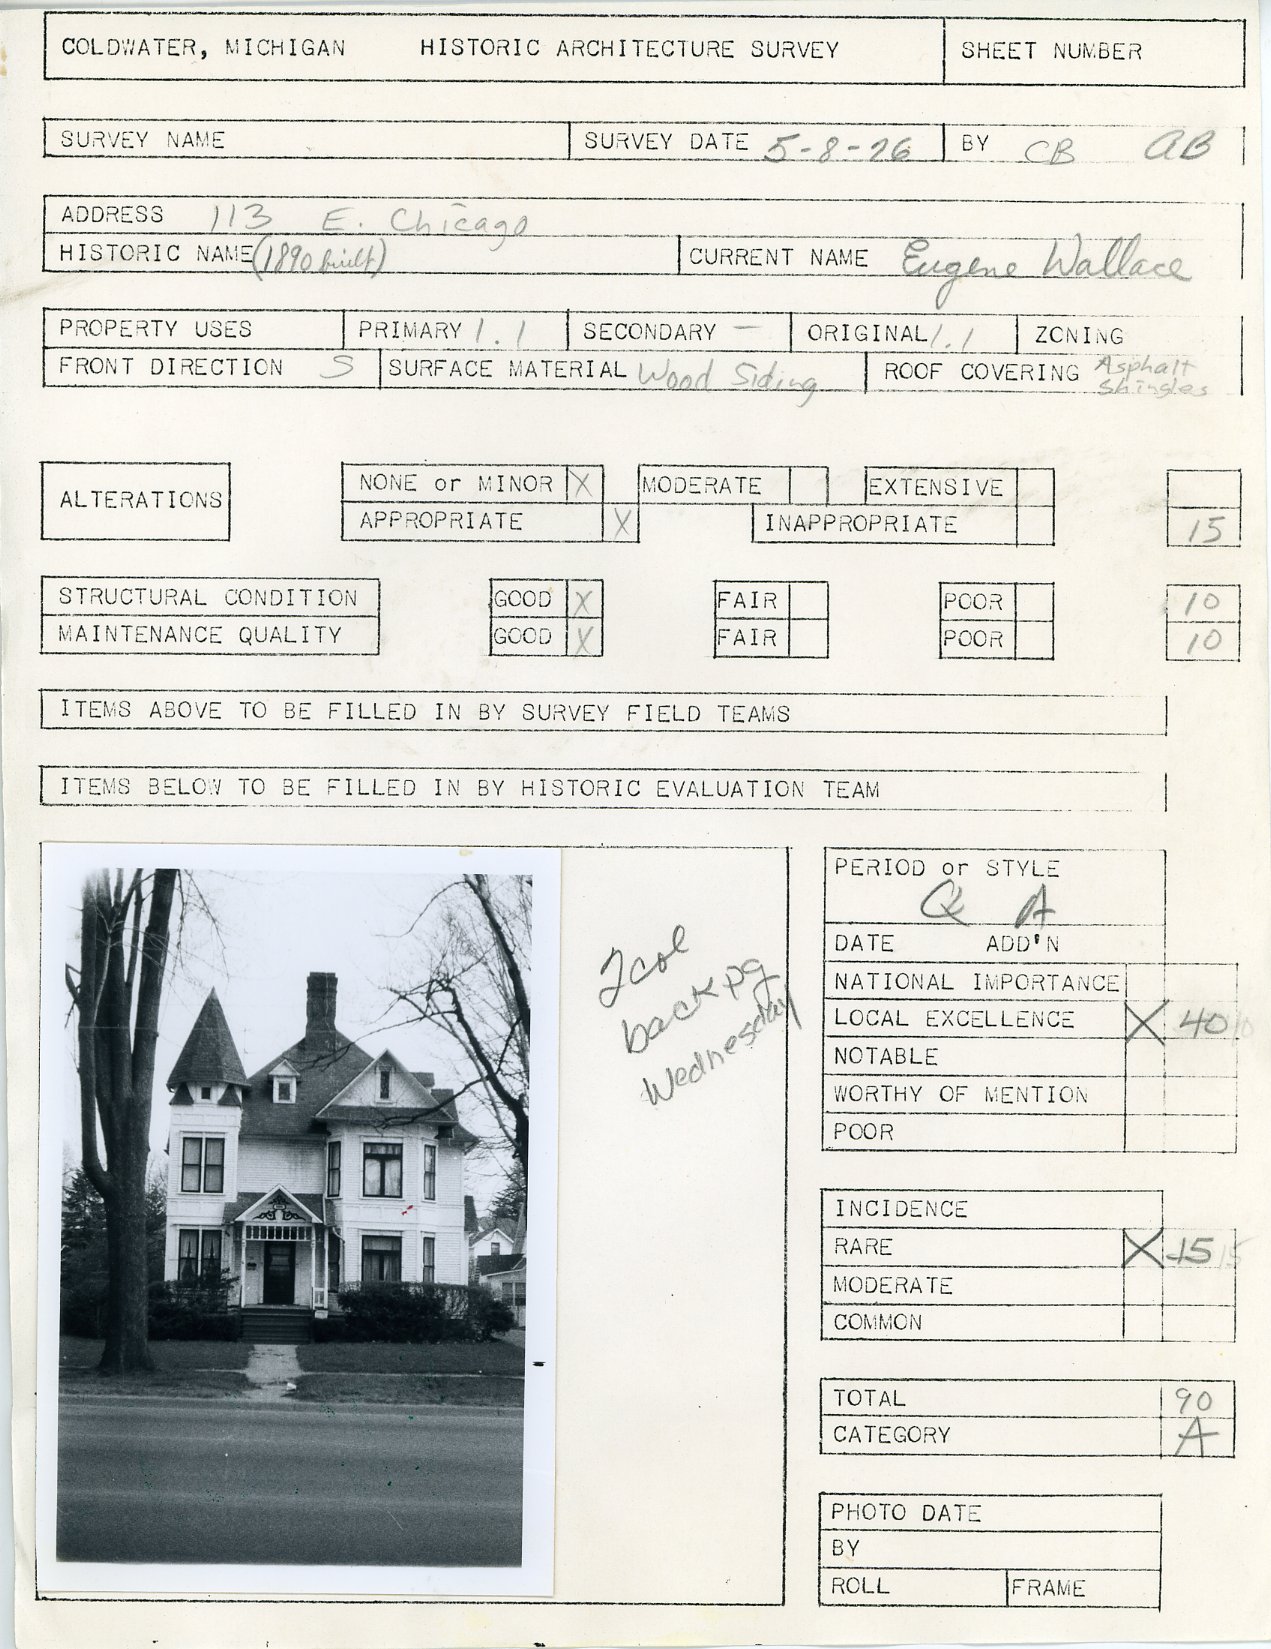 COLDWATER, MICHIGAN HISTORIC ARCHITECTURE SURVEY SHEET NUMBER
SURVEY NAME SURVEY DATE 5-8-76 BY CB AB
ADDRESS 113 E. Chicago
HISTORIC NAME (1890 built) CURRENT NAME Eugene Wallace
PROPERTY USES PRIMARY 1.1 SECONDARY — ORIGINAL 1.1 ZONING
FRONT DIRECTION S SURFACE MATERIAL Wood Siding ROOF COVERING Asphalt Shingles
ALTERATIONS NONE or MINOR X MODERATE EXTENSIVE
APPROPRIATE X INAPPROPRIATE 15
STRUCTURAL CONDITION GOOD X FAIR POOR 10
MAINTENANCE QUALITY GOOD X FAIR POOR 10
ITEMS ABOVE TO BE FILLED IN BY SURVEY FIELD TEAMS
ITEMS BELOW TO BE FILLED IN BY HISTORIC EVALUATION TEAM
2 col
back pg
Wednesday
PERIOD or STYLE
Q A
DATE ADD'N
NATIONAL IMPORTANCE
LOCAL EXCELLENCE X 40
NOTABLE
WORTHY OF MENTION
POOR
INCIDENCE
RARE X 15 15
MODERATE
COMMON
TOTAL 90
CATEGORY A
PHOTO DATE
BY
ROLL FRAME